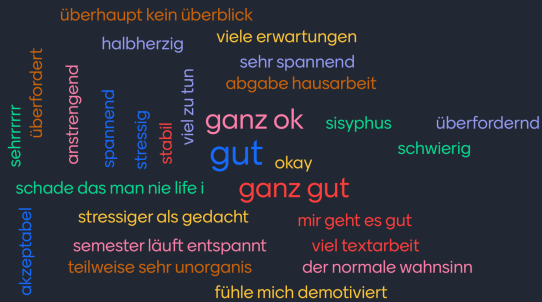 überhaupt kein überblick
halbherzig
viele erwartungen
sehr spannend
abgabe hausarbeit
sehrrrrrr
überfordert
anstrengend
spannend
stressig
stabil
viel zu tun
ganz ok
sisyphus
überfordernd
gut
okay
schwierig
schade das man nie life i
ganz gut
akzeptabel
stressiger als gedacht
mir geht es gut
semester läuft entspannt
viel textarbeit
teilweise sehr unorganis
der normale wahnsinn
fühle mich demotiviert